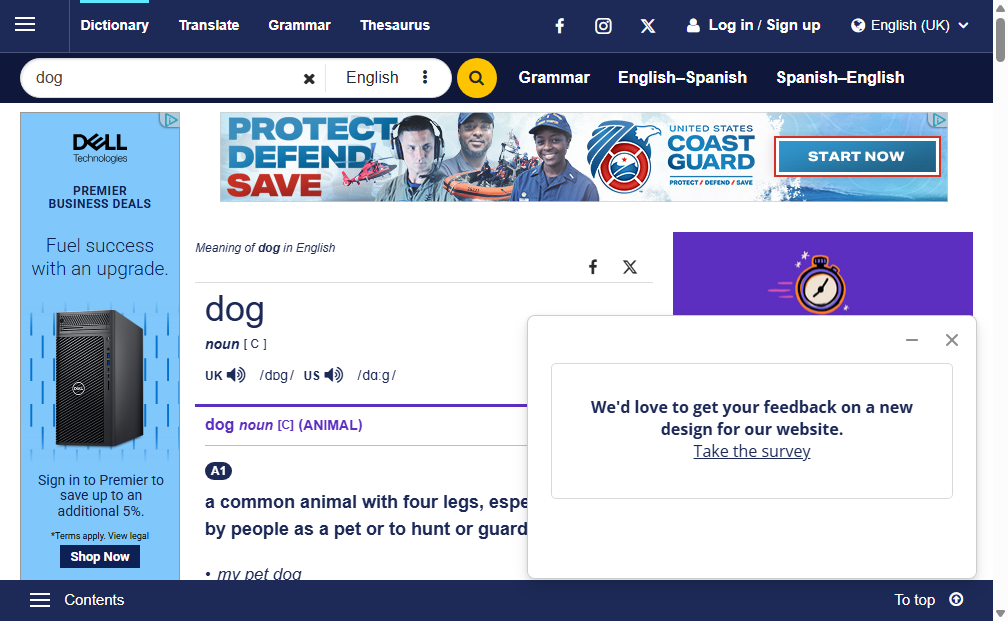 Dictionary Translate Grammar Thesaurus Log in / Sign up English (UK)
dog English Grammar English–Spanish Spanish–English
DELL
Technologies
PREMIER
BUSINESS DEALS
Fuel success
with an upgrade.
DELL
Sign in to Premier to
save up to an
additional 5%.
*Terms apply. View legal
Shop Now
PROTECT
DEFEND
SAVE
UNITED STATES
COAST
GUARD
PROTECT / DEFEND / SAVE
START NOW
Meaning of dog in English
dog
noun [ C ]
UK /dɒɡ/ US /dɑːɡ/
dog noun [C] (ANIMAL)
A1
a common animal with four legs, espe
by people as a pet or to hunt or guard
• my pet dog
We'd love to get your feedback on a new
design for our website.
Take the survey
Contents To top